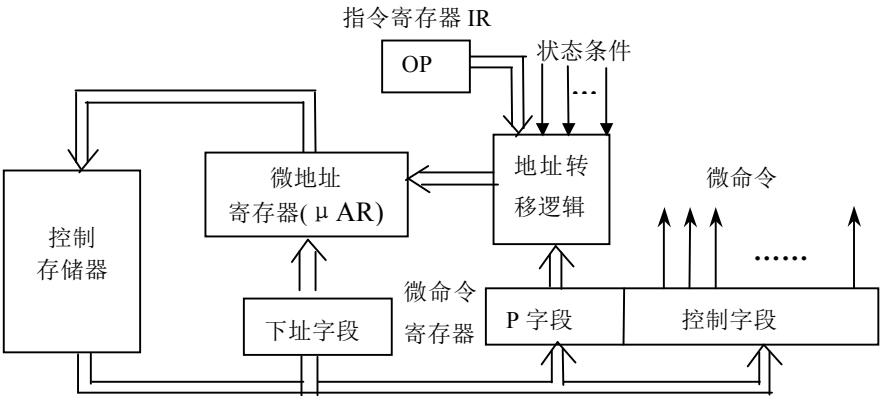 指令寄存器 IR
OP
状态条件
…
微地址
寄存器( μ AR)
地址转
移逻辑
微命令
控制
存储器
……
下址字段
微命令
寄存器
P 字段
控制字段